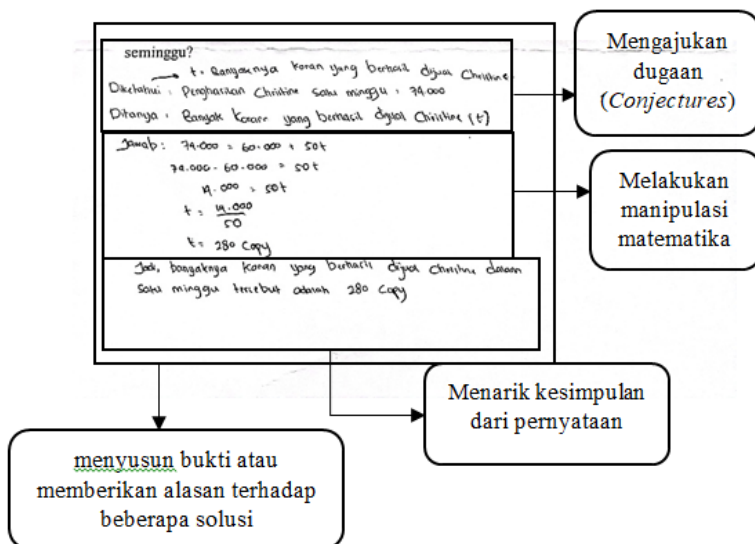 seminggu?
t = Banyaknya koran yang berhasil dijual Christine
Diketahui : Penghasilan Christine satu minggu = 74.000
Ditanya : Banyak koran yang berhasil dijual Christine (t)
Jawab : 74.000 = 60.000 + 50t
74.000 - 60.000 = 50t
14.000 = 50t
t = 14.000
50
t = 280 Copy
Jadi, banyaknya koran yang berhasil dijual Christine dalam
satu minggu tersebut adalah 280 Copy
Mengajukan
dugaan
(Conjectures)
Melakukan
manipulasi
matematika
Menarik kesimpulan
dari pernyataan
menyusun bukti atau
memberikan alasan terhadap
beberapa solusi